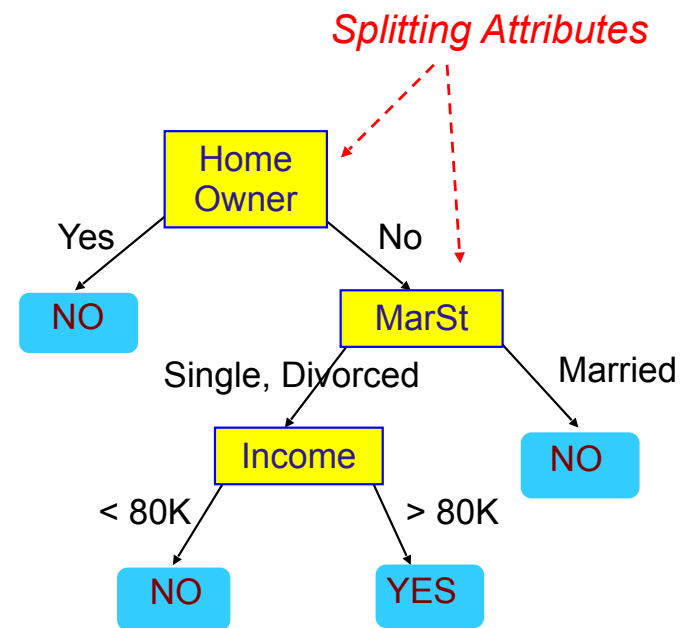 Splitting Attributes
Home
Owner
Yes
No
NO
MarSt
Single, Divorced
Married
Income
NO
< 80K
> 80K
NO
YES